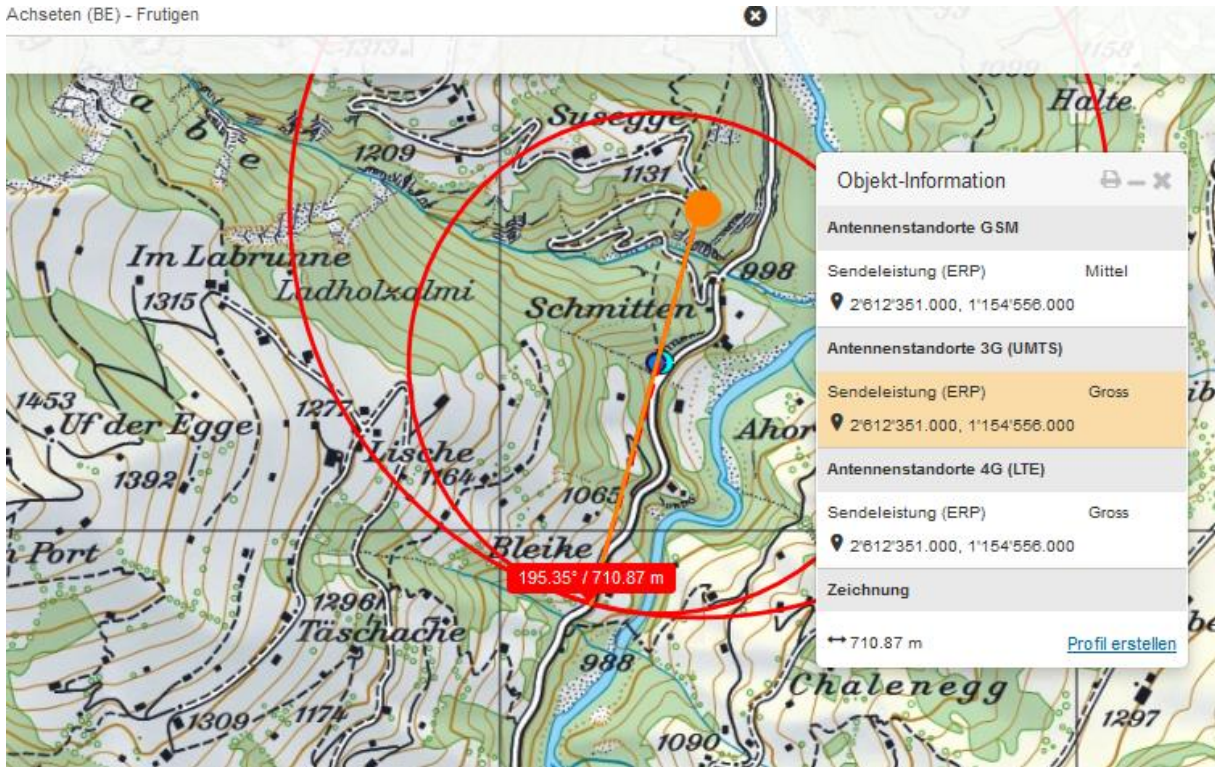 Achseten (BE) - Frutigen
1313
1158
1099
Halte
a
b
e
Susegge
1209
1131
Objekt-Information
Antennenstandorte GSM
Sendeleistung (ERP) Mittel
2'612'351.000, 1'154'556.000
Antennenstandorte 3G (UMTS)
Sendeleistung (ERP) Gross
2'612'351.000, 1'154'556.000
Antennenstandorte 4G (LTE)
Sendeleistung (ERP) Gross
2'612'351.000, 1'154'556.000
Zeichnung
710.87 m Profil erstellen
Im Labrunne
998
Ladholzalmi
1315
Schmitten
1453
Uf der Egge
1277
Ahor
Lische
1392
1164
1065
Port
Bleike
195.35° / 710.87 m
1296
Täschache
988
Chalenegg
1309
1174
1090
1297